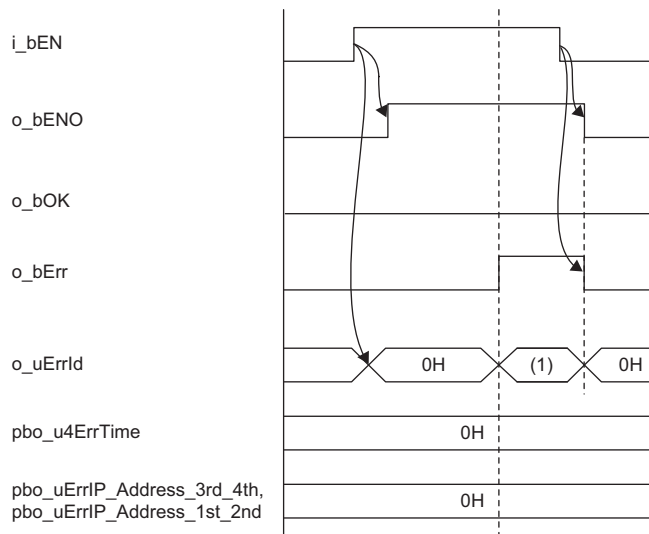 i_bEN
o_bENO
o_bOK
o_bErr
o_uErrId
0H
(1)
0H
pbo_u4ErrTime
0H
pbo_uErrIP_Address_3rd_4th,
pbo_uErrIP_Address_1st_2nd
0H